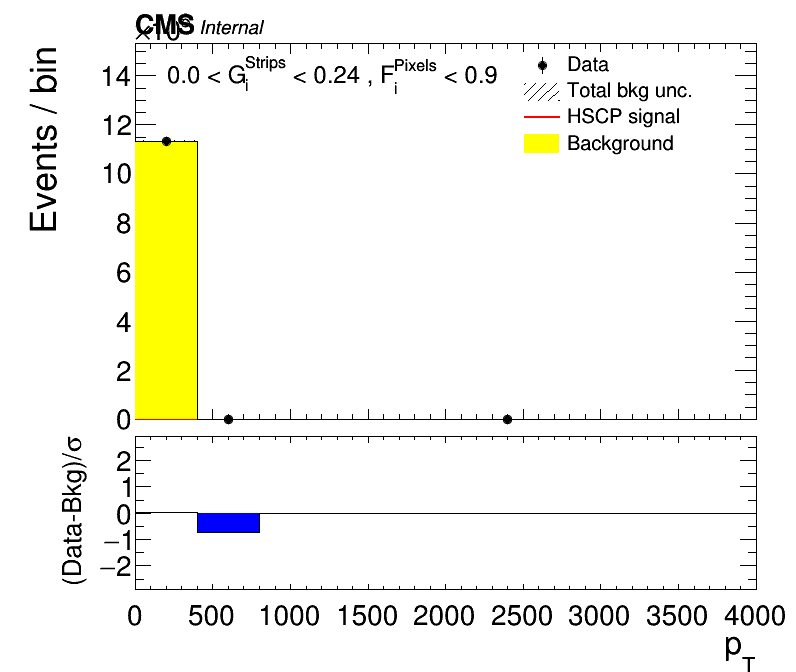 CMS Internal
0.0 < G_i^Strips < 0.24 , F_i^Pixels < 0.9
Data
Total bkg unc.
HSCP signal
Background
Events / bin
14
12
10
8
6
4
2
0
(Data-Bkg)/σ
2
1
0
−1
−2
0 500 1000 1500 2000 2500 3000 3500 4000
p_T